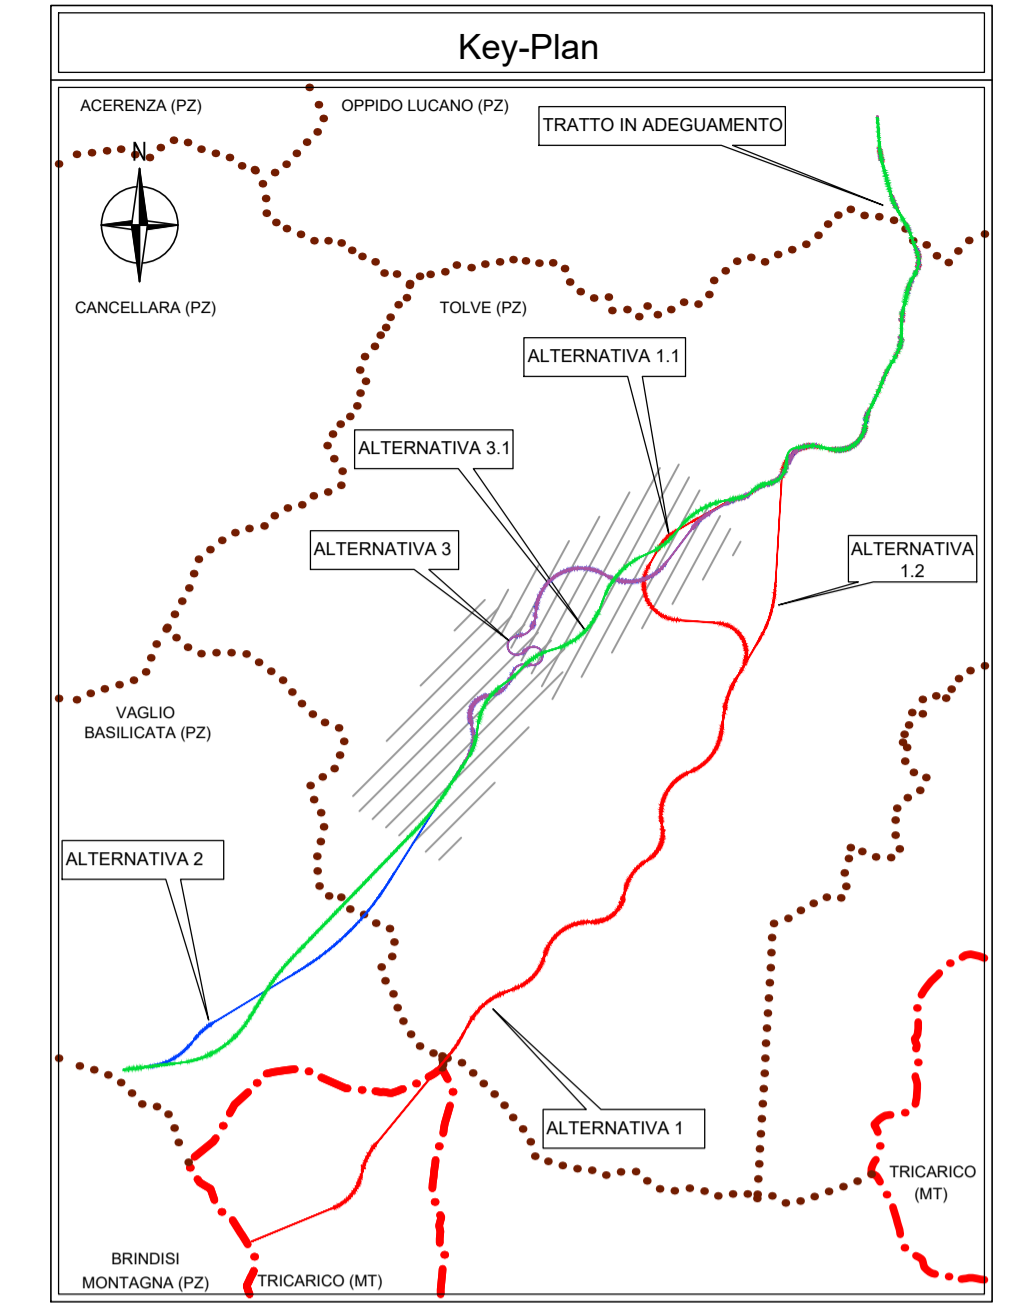 Key-Plan
ACERENZA (PZ)
OPPIDO LUCANO (PZ)
TRATTO IN ADEGUAMENTO
N
CANCELLARA (PZ)
TOLVE (PZ)
ALTERNATIVA 1.1
ALTERNATIVA 3.1
ALTERNATIVA 3
ALTERNATIVA
1.2
VAGLIO
BASILICATA (PZ)
ALTERNATIVA 2
ALTERNATIVA 1
TRICARICO
(MT)
BRINDISI
MONTAGNA (PZ)
TRICARICO (MT)